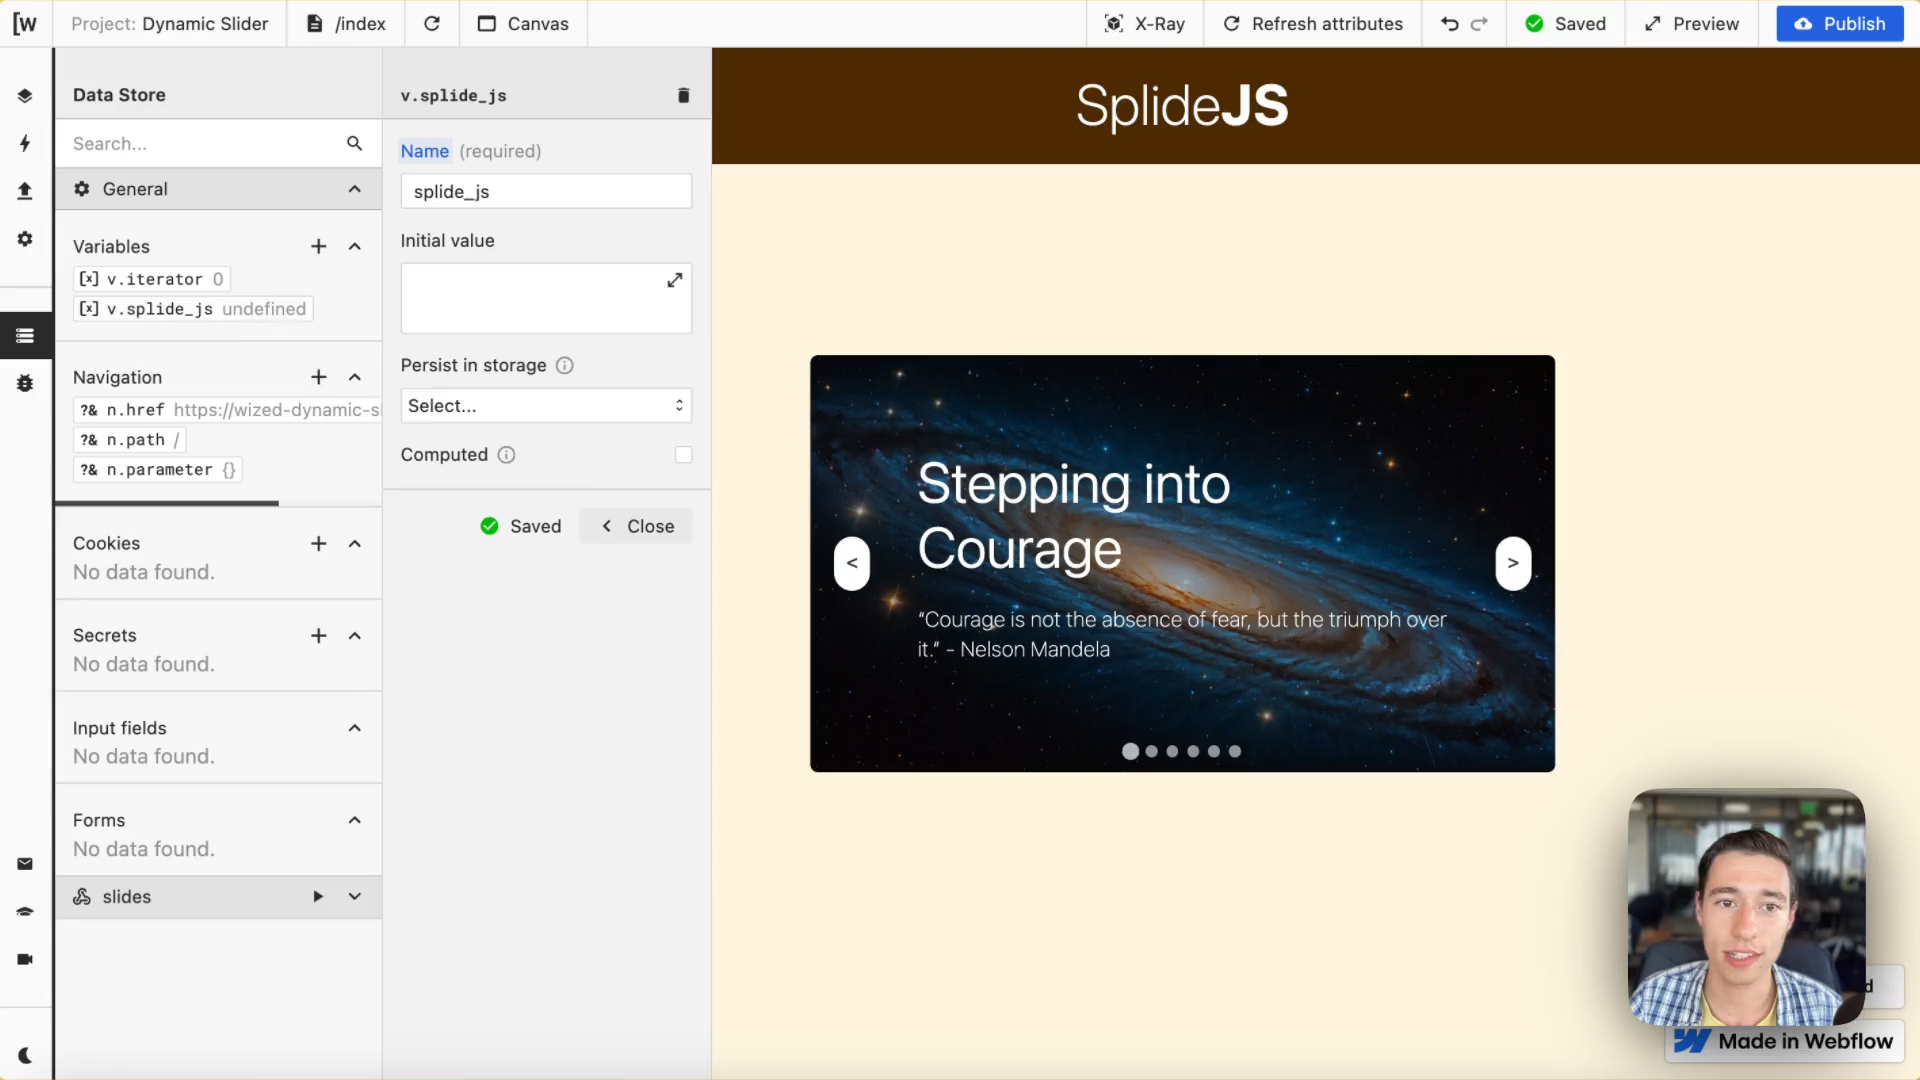 [w
Project: Dynamic Slider
/index
Canvas
X-Ray
Refresh attributes
Saved
Preview
Publish
Data Store
Search...
General
Variables
[x] v.iterator 0
[x] v.splide_js undefined
Navigation
?& n.href https://wized-dynamic-sl
?& n.path /
?& n.parameter {}
Cookies
No data found.
Secrets
No data found.
Input fields
No data found.
Forms
No data found.
slides
v.splide_js
Name (required)
splide_js
Initial value
Persist in storage
Select...
Computed
Saved
Close
SplideJS
Stepping into
Courage
“Courage is not the absence of fear, but the triumph over
it.” - Nelson Mandela
<
>
Made in Webflow